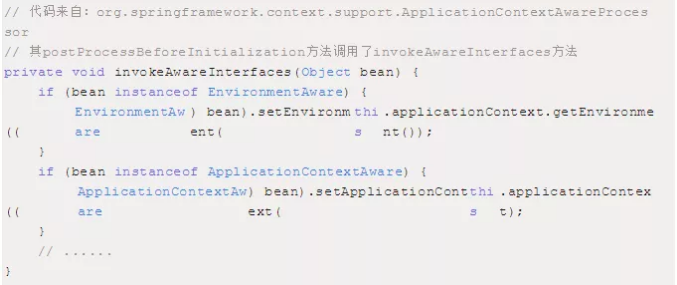 // 代码来自：org.springframework.context.support.ApplicationContextAwareProces
sor
// 其postProcessBeforeInitialization方法调用了invokeAwareInterfaces方法
private void invokeAwareInterfaces(Object bean) {
if (bean instanceof EnvironmentAware) {
EnvironmentAw ) bean).setEnvironm thi .applicationContext.getEnvironme
(( are ent( s nt());
}
if (bean instanceof ApplicationContextAware) {
ApplicationContextAw) bean).setApplicationContthi .applicationContex
(( are ext( s t);
}
// ......
}